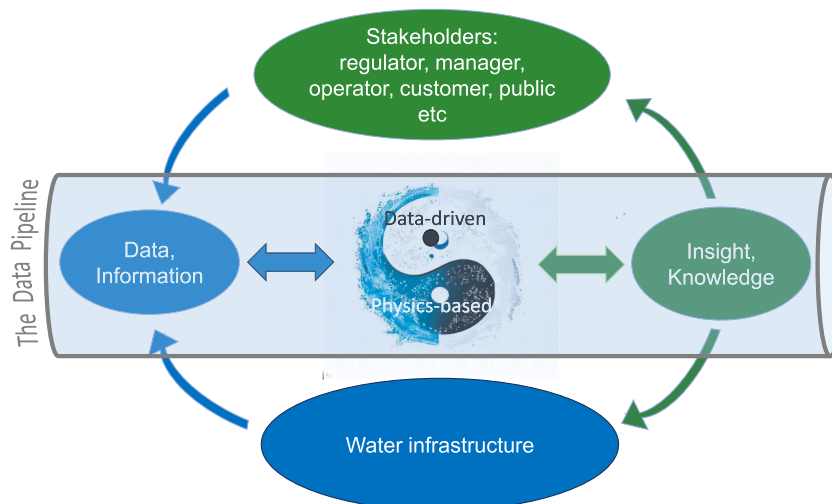 Stakeholders:
regulator, manager,
operator, customer, public
etc
The Data Pipeline
Data,
Information
Data-driven
Physics-based
Insight,
Knowledge
Water infrastructure